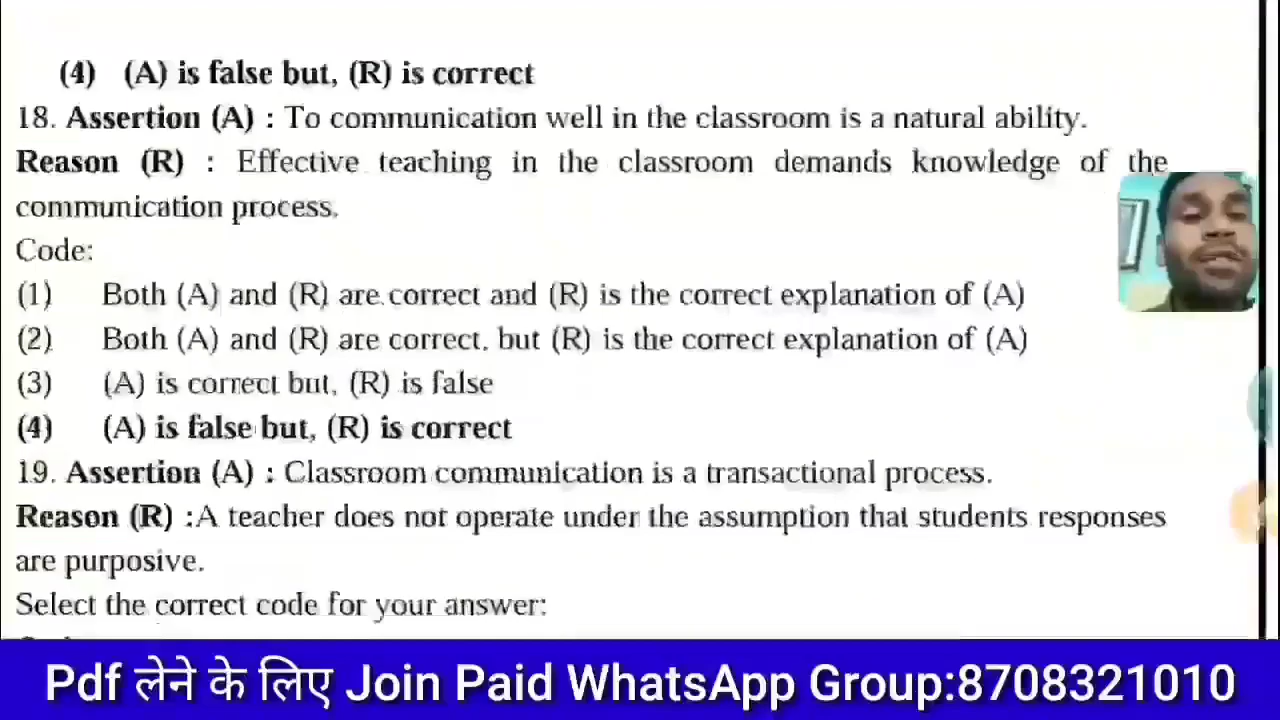 (4) (A) is false but, (R) is correct
18. Assertion (A) : To communication well in the classroom is a natural ability.
Reason (R) : Effective teaching in the classroom demands knowledge of the
communication process.
Code:
(1) Both (A) and (R) are correct and (R) is the correct explanation of (A)
(2) Both (A) and (R) are correct, but (R) is the correct explanation of (A)
(3) (A) is correct but, (R) is false
(4) (A) is false but, (R) is correct
19. Assertion (A) : Classroom communication is a transactional process.
Reason (R) :A teacher does not operate under the assumption that students responses
are purposive.
Select the correct code for your answer:
Pdf लेने के लिए Join Paid WhatsApp Group:8708321010